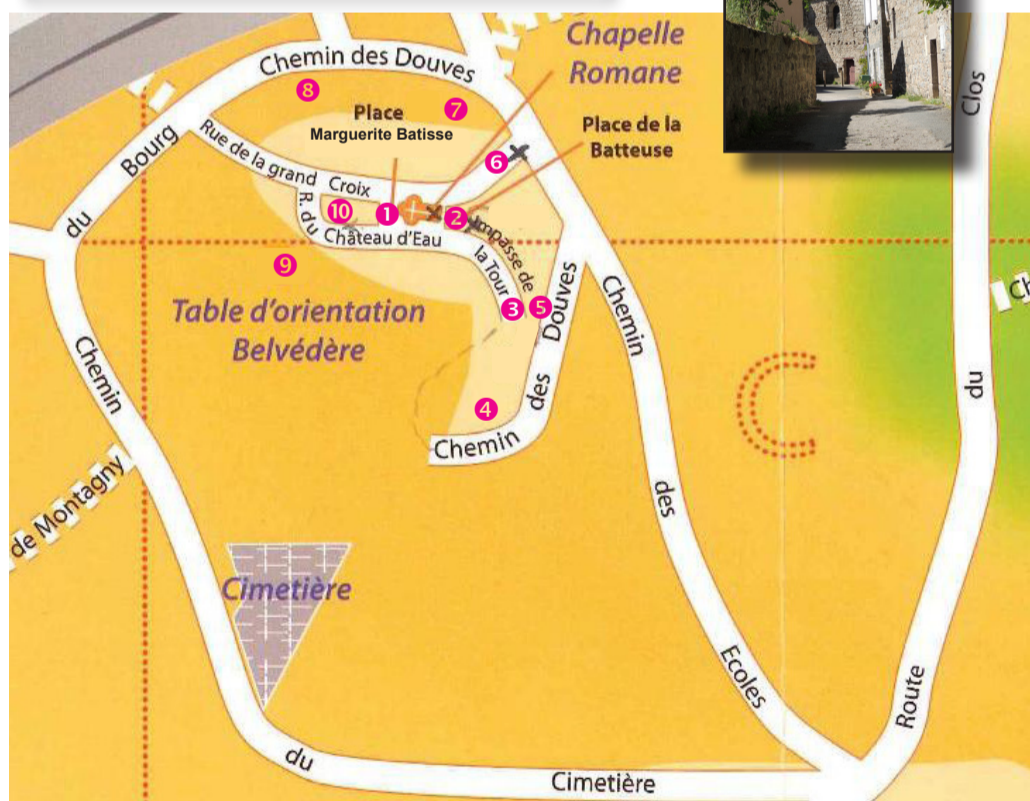 Chapelle
Romane
Chemin des Douves
Clos
8
7
Place
Marguerite Batisse
Place de la
Batteuse
Bourg
Rue de la grand Croix
6
du
10
1
2
R. du
Château d'Eau
Impasse de
la Tour
9
3
5
Douves
Chemin
Table d'orientation
Belvédère
Chemin
des
du
4
Chemin
de Montagny
des
C
Cimetière
Ecoles
Route
du
Cimetière